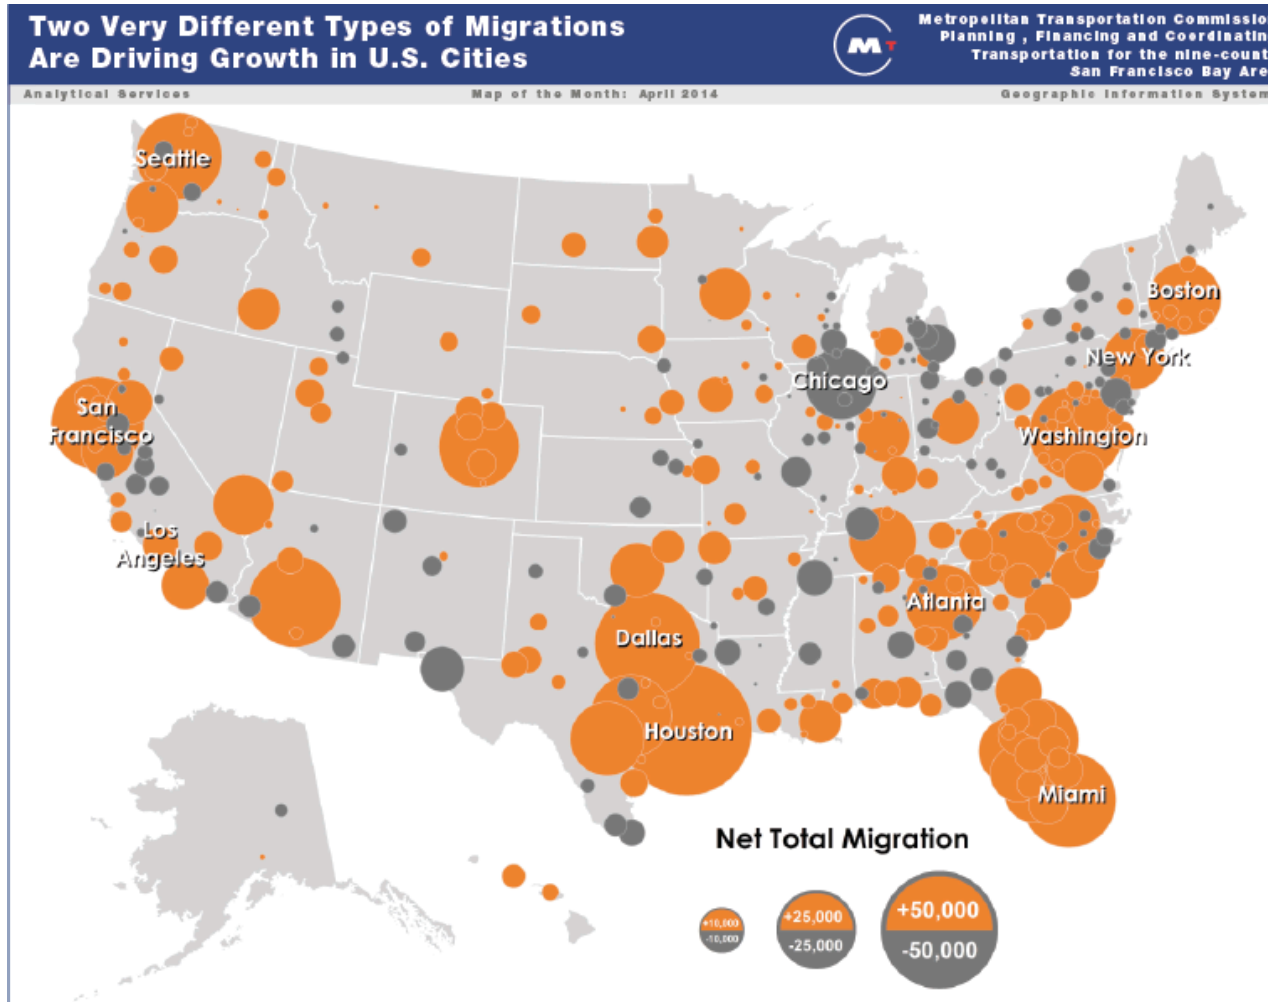 Two Very Different Types of Migrations
Are Driving Growth in U.S. Cities
MT
Metropolitan Transportation Commissio
Planning , Financing and Coordinatin
Transportation for the nine-count
San Francisco Bay Are
Analytical Services
Map of the Month: April 2014
Geographic Information System
Seattle
Boston
New York
Chicago
San
Francisco
Washington
Los
Angeles
Atlanta
Dallas
Houston
Miami
Net Total Migration
+10,000
-10,000
+25,000
-25,000
+50,000
-50,000